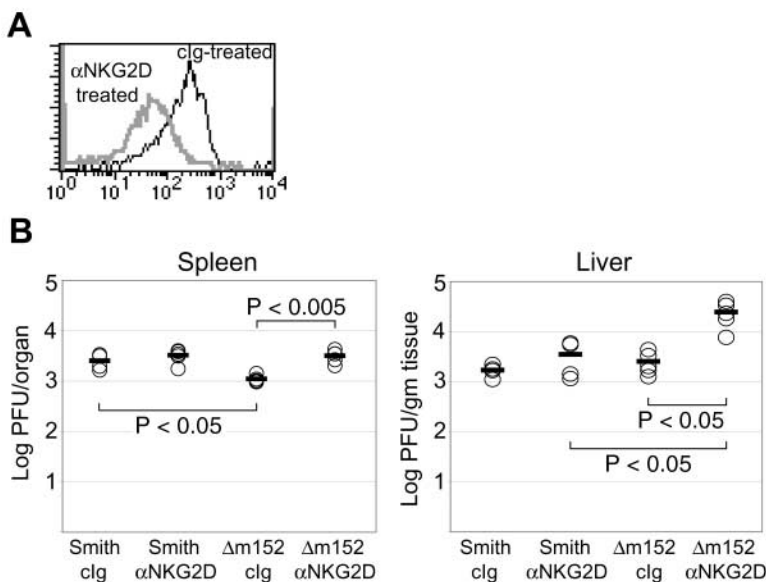 A
cIg-treated
αNKG2D
treated
10⁰ 10¹ 10² 10³ 10⁴
B
Spleen
Log PFU/organ
5
4
3
2
1
P < 0.005
P < 0.05
Smith
cIg
Smith
αNKG2D
Δm152
cIg
Δm152
αNKG2D
Liver
Log PFU/gm tissue
5
4
3
2
1
P < 0.05
P < 0.05
Smith
cIg
Smith
αNKG2D
Δm152
cIg
Δm152
αNKG2D